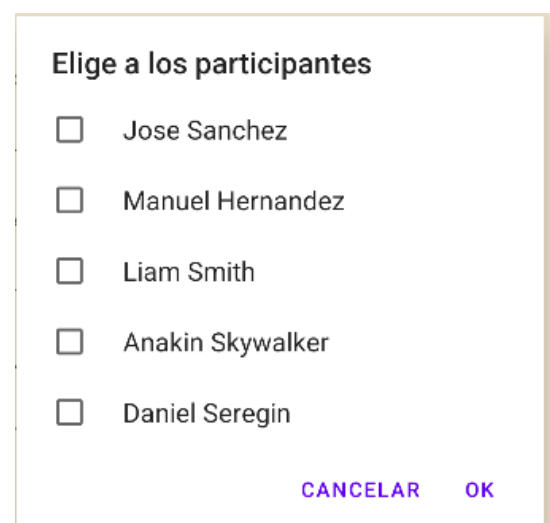 Elige a los participantes
Jose Sanchez
Manuel Hernandez
Liam Smith
Anakin Skywalker
Daniel Seregin
CANCELAR OK